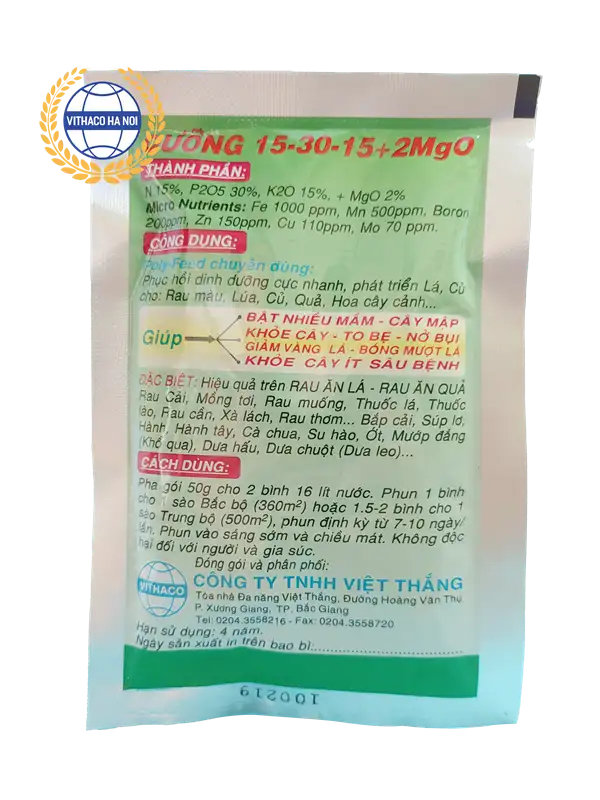 VITHACO HA NOI
ƯỠNG 15-30-15+2MgO
THÀNH PHẦN:
N 15%, P2O5 30%, K2O 15%, + MgO 2%
Micro Nutrients: Fe 1000 ppm, Mn 500ppm, Boron
200ppm, Zn 150ppm, Cu 110ppm, Mo 70 ppm.
CÔNG DỤNG:
Poly-Feed chuyên dùng:
Phục hồi dinh dưỡng cực nhanh, phát triển Lá, Củ
cho: Rau màu, Lúa, Củ, Quả, Hoa cây cảnh...
Giúp
BẬT NHIỀU MẦM - CÂY MẬP
KHỎE CÂY - TO BẸ - NỞ BỤI
GIẢM VÀNG LÁ - BÓNG MƯỢT LÁ
KHỎE CÂY ÍT SÂU BỆNH
ĐẶC BIỆT: Hiệu quả trên RAU ĂN LÁ - RAU ĂN QUẢ
Rau Cải, Mồng tơi, Rau muống, Thuốc lá, Thuốc
lào, Rau cần, Xà lách, Rau thơm... Bắp cải, Súp lơ,
Hành, Hành tây, Cà chua, Su hào, Ớt, Mướp đắng
(Khổ qua), Dưa hấu, Dưa chuột (Dưa leo)...
CÁCH DÙNG:
Pha gói 50g cho 2 bình 16 lít nước. Phun 1 bình
cho 1 sào Bắc bộ (360m²) hoặc 1.5-2 bình cho 1
sào Trung bộ (500m²), phun định kỳ từ 7-10 ngày/
lần. Phun vào sáng sớm và chiều mát. Không độc
hại đối với người và gia súc.
Đóng gói và phân phối:
VITHACO
CÔNG TY TNHH VIỆT THẮNG
Tòa nhà Đa năng Việt Thắng, Đường Hoàng Văn Thụ
P. Xương Giang, TP. Bắc Giang
Tel: 0204.3558216 - Fax: 0204.3558720
Hạn sử dụng: 4 năm.
Ngày sản xuất in trên bao bì:
100219